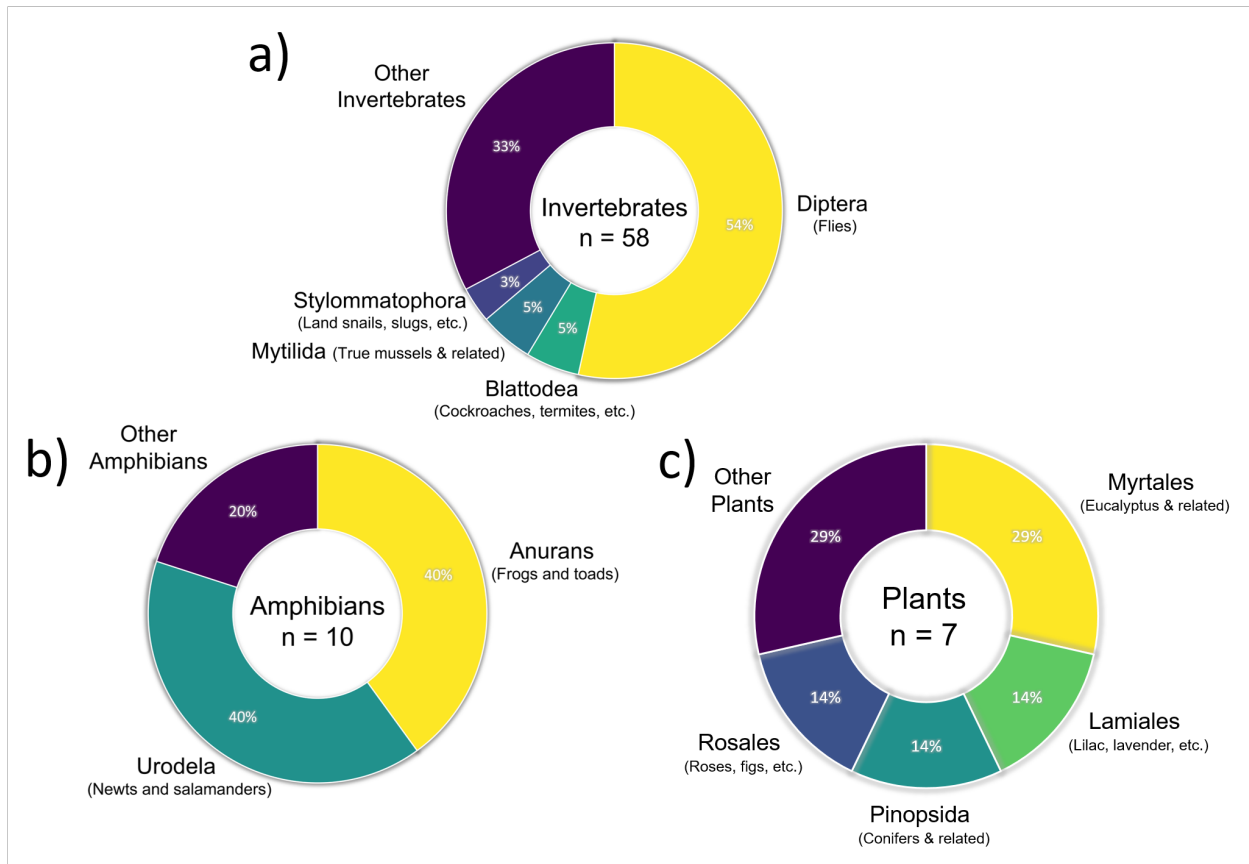 a)
Other
Invertebrates
33%
Invertebrates
n = 58
54%
Diptera
(Flies)
3%
Stylommatophora
(Land snails, slugs, etc.)
5%
Mytilida (True mussels & related)
5%
Blattodea
(Cockroaches, termites, etc.)
b)
Other
Amphibians
20%
40%
Anurans
(Frogs and toads)
Amphibians
n = 10
40%
Urodela
(Newts and salamanders)
c)
Other
Plants
29%
29%
Myrtales
(Eucalyptus & related)
Plants
n = 7
14%
Rosales
(Roses, figs, etc.)
14%
Lamiales
(Lilac, lavender, etc.)
14%
Pinopsida
(Conifers & related)